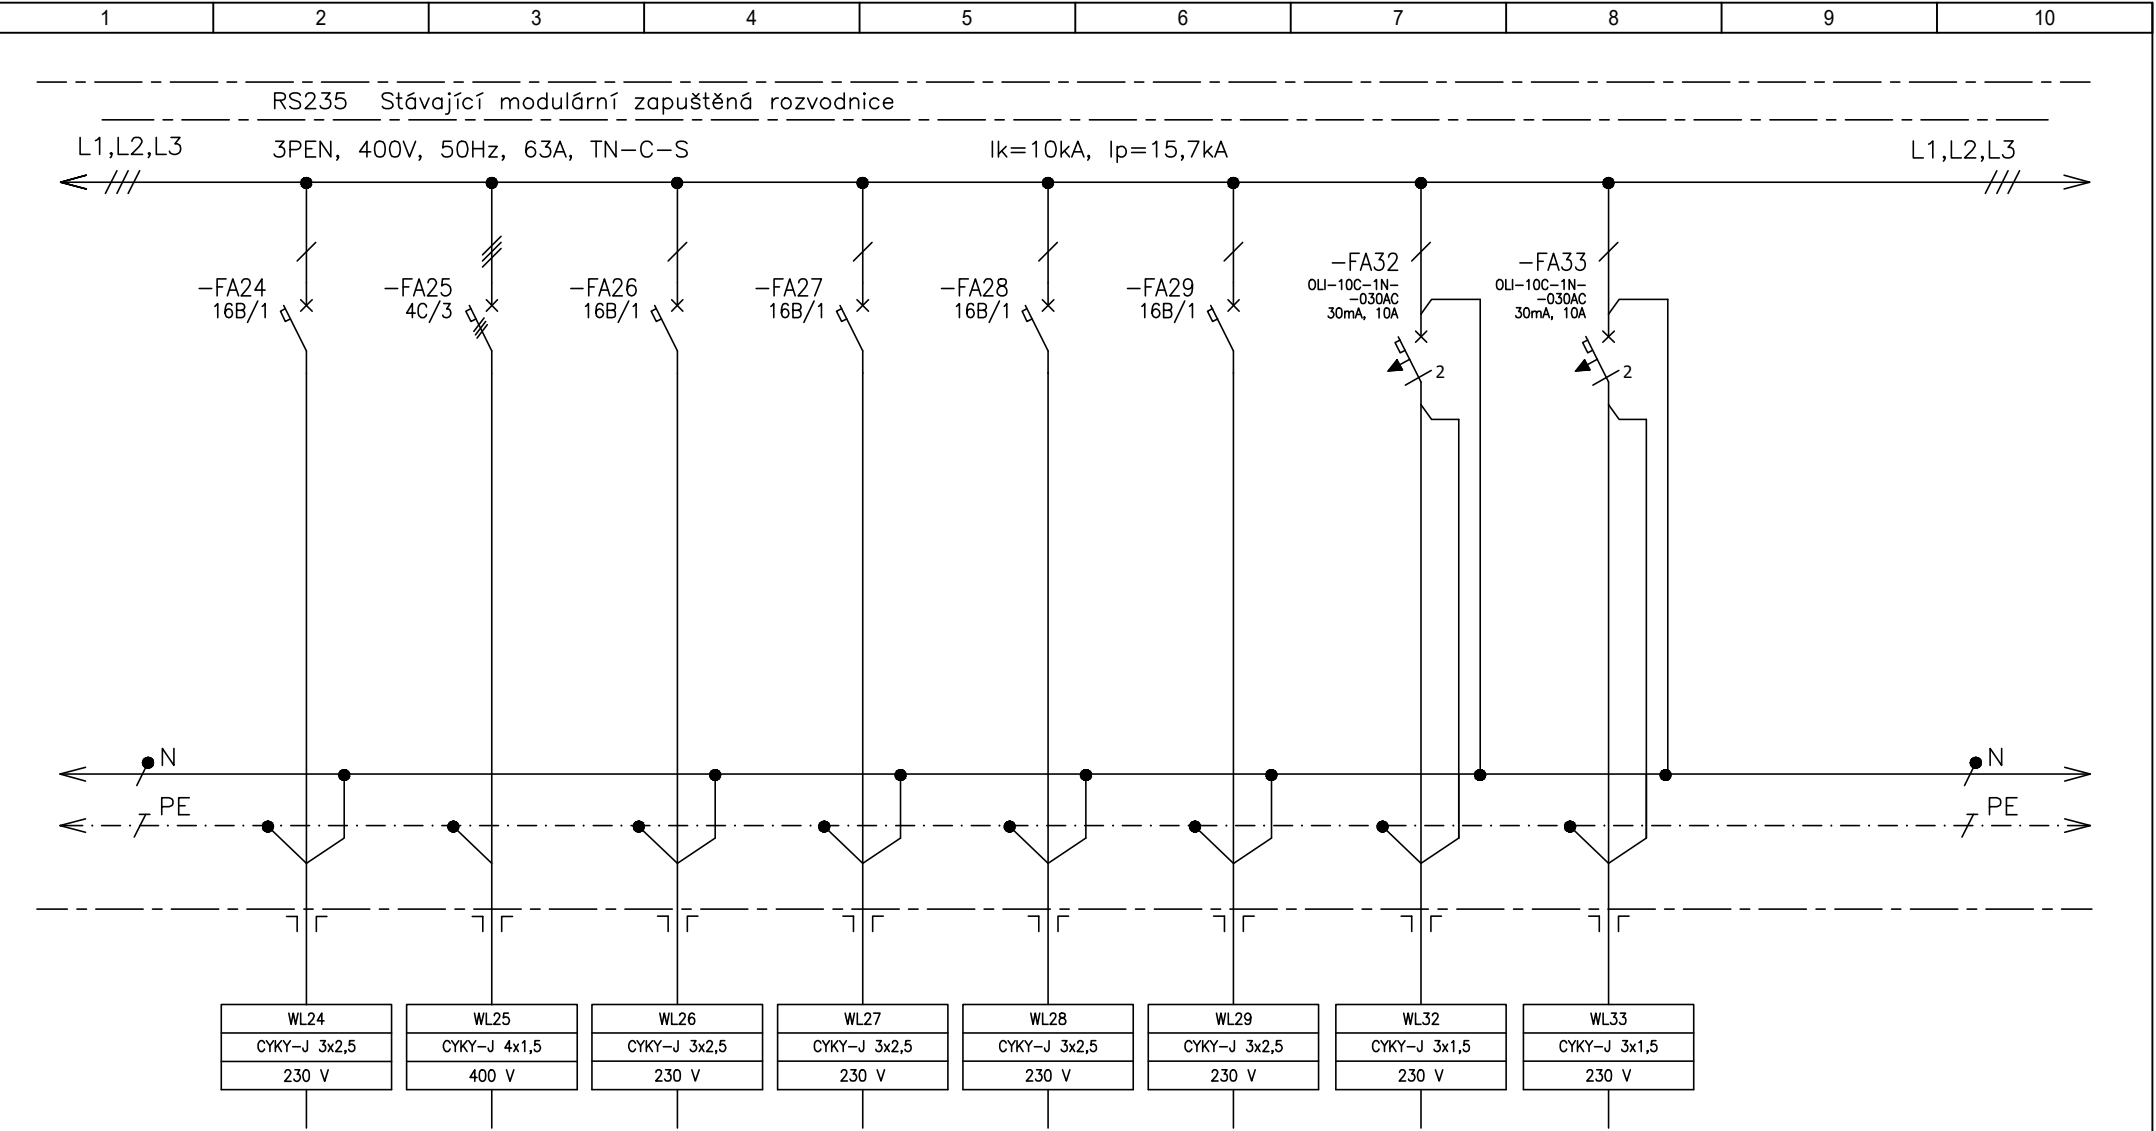 1 2 3 4 5 6 7 8 9 10
RS235 Stávající modulární zapuštěná rozvodnice
L1,L2,L3 3PEN, 400V, 50Hz, 63A, TN-C-S Ik=10kA, Ip=15,7kA L1,L2,L3
-FA24
16B/1
-FA25
4C/3
-FA26
16B/1
-FA27
16B/1
-FA28
16B/1
-FA29
16B/1
-FA32
OLI-10C-1N-
-030AC
30mA, 10A
2
-FA33
OLI-10C-1N-
-030AC
30mA, 10A
2
N N
PE PE
WL24
CYKY-J 3x2,5
230 V
WL25
CYKY-J 4x1,5
400 V
WL26
CYKY-J 3x2,5
230 V
WL27
CYKY-J 3x2,5
230 V
WL28
CYKY-J 3x2,5
230 V
WL29
CYKY-J 3x2,5
230 V
WL32
CYKY-J 3x1,5
230 V
WL33
CYKY-J 3x1,5
230 V